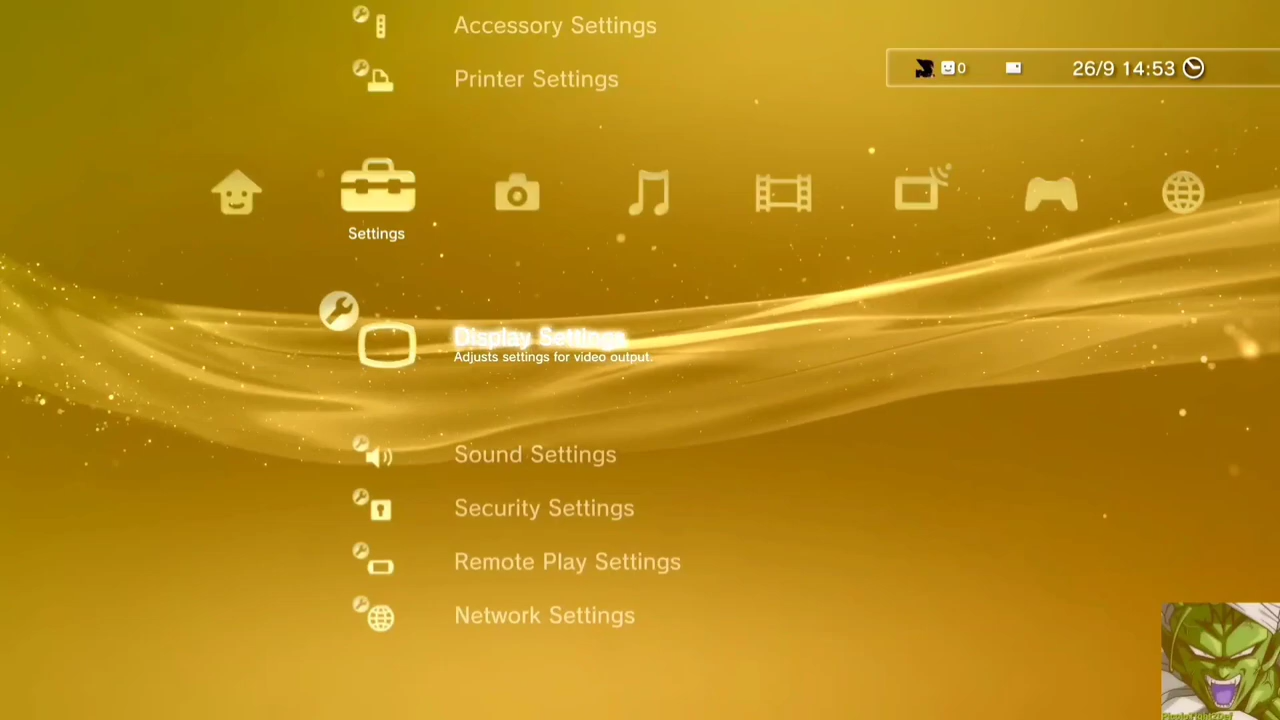 Accessory Settings
Printer Settings
0
26/9 14:53
Settings
Display Settings
Adjusts settings for video output.
Sound Settings
Security Settings
Remote Play Settings
Network Settings